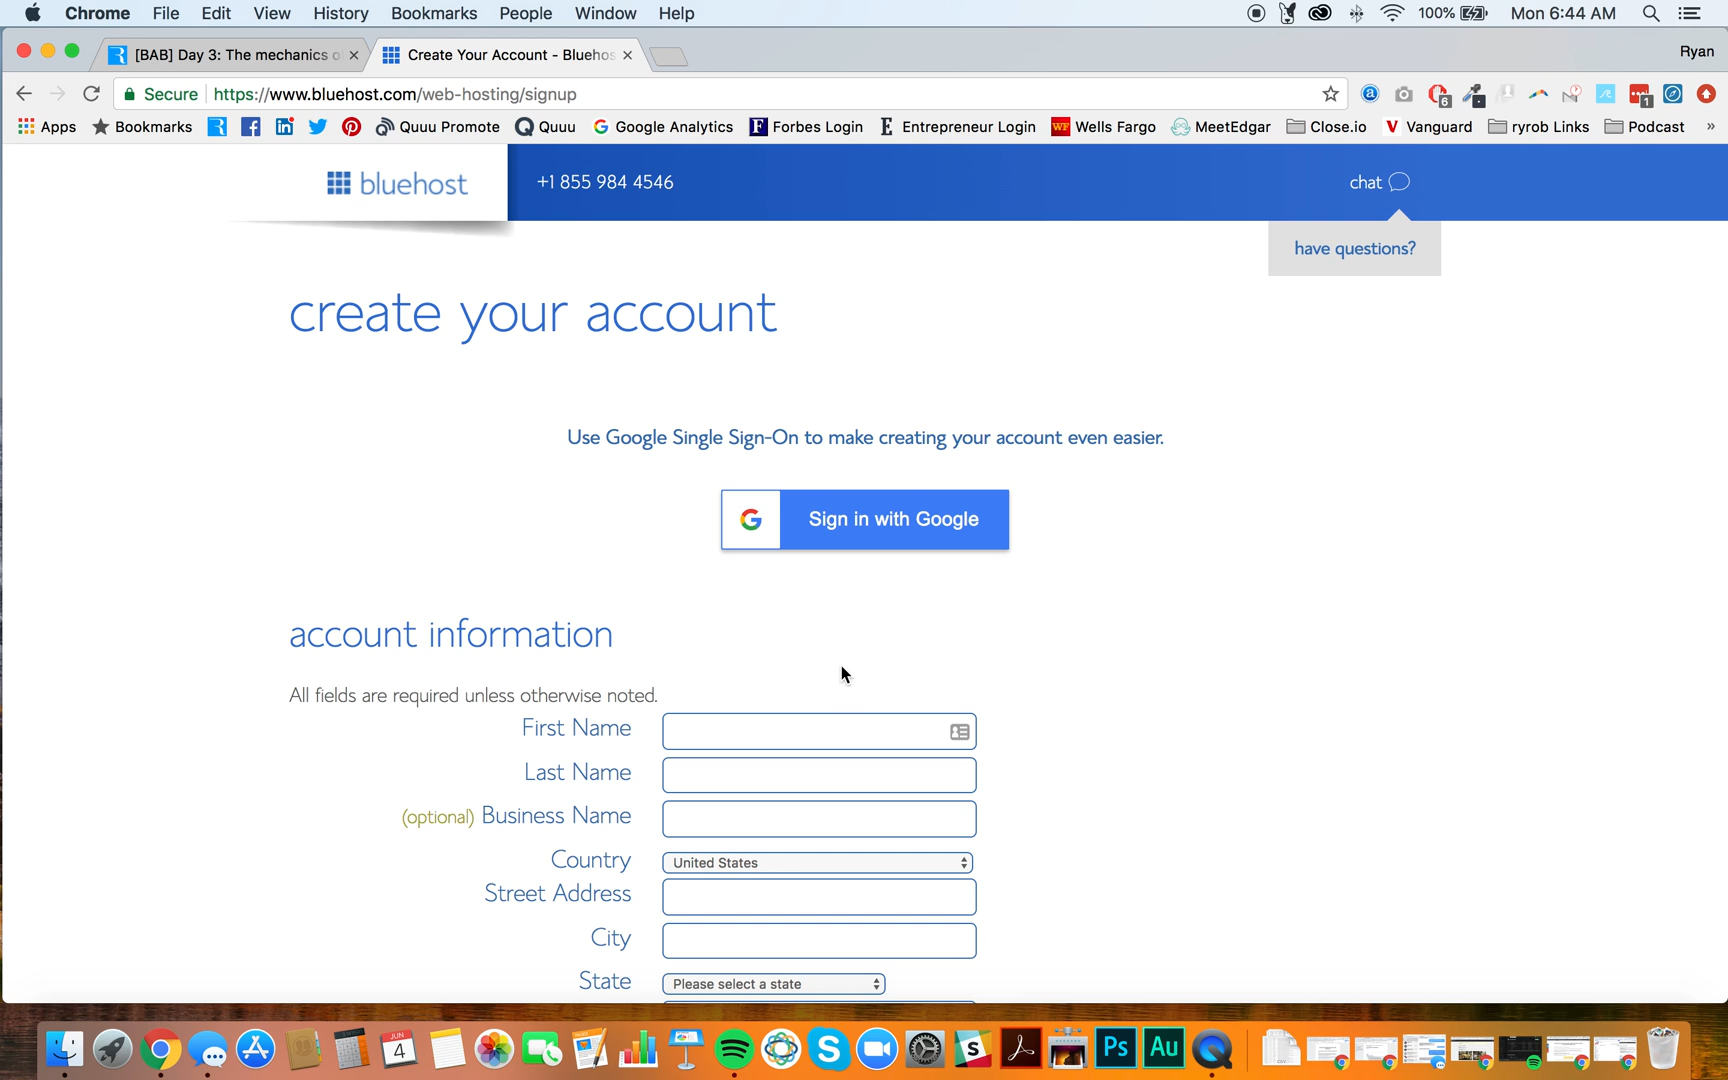 Chrome File Edit View History Bookmarks People Window Help 100% Mon 6:44 AM
[BAB] Day 3: The mechanics o Create Your Account - Bluehos Ryan
Secure https://www.bluehost.com/web-hosting/signup
Apps Bookmarks Quuu Promote Quuu Google Analytics Forbes Login Entrepreneur Login Wells Fargo MeetEdgar Close.io Vanguard ryrob Links Podcast »
bluehost +1 855 984 4546 chat
have questions?
create your account
Use Google Single Sign-On to make creating your account even easier.
Sign in with Google
account information
All fields are required unless otherwise noted.
First Name
Last Name
(optional) Business Name
Country United States
Street Address
City
State Please select a state
JUN
4
Ps Au